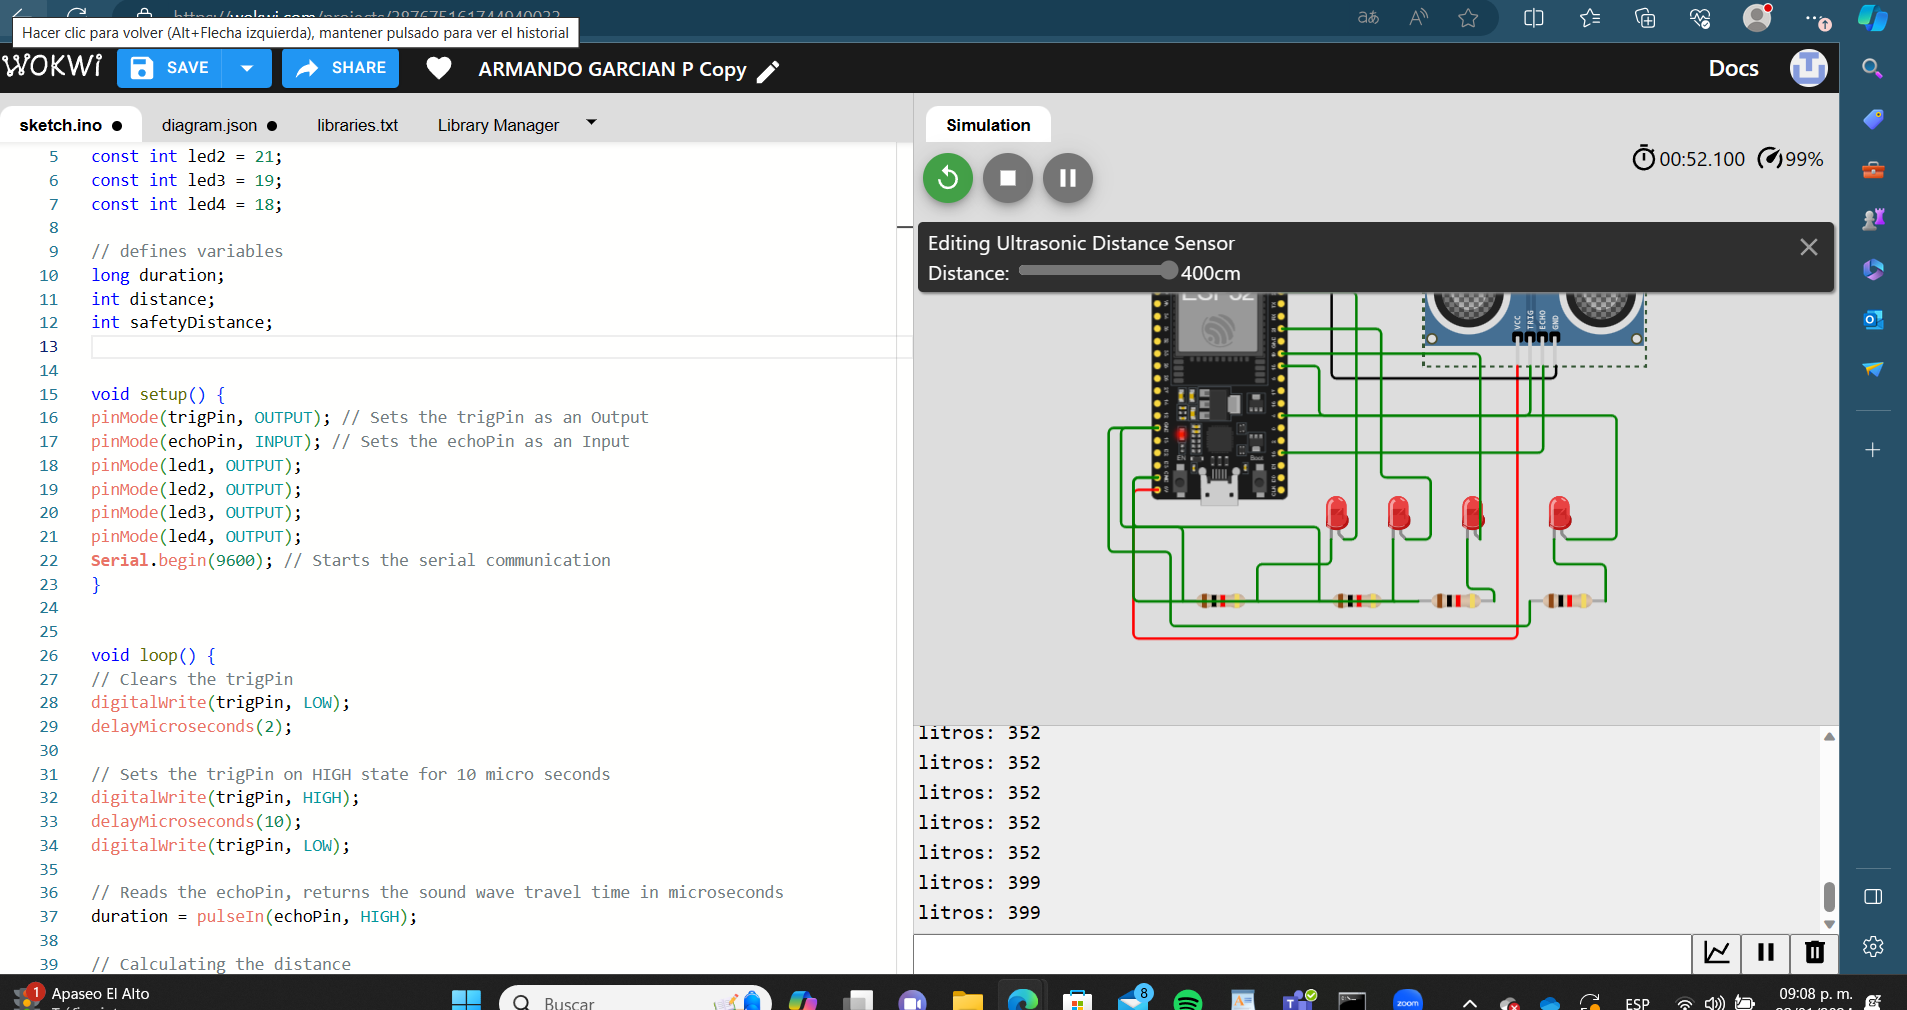 Hacer clic para volver (Alt+Flecha izquierda), mantener pulsado para ver el historial
WOKWI
SAVE
SHARE
ARMANDO GARCIAN P Copy
Docs
sketch.ino
diagram.json
libraries.txt
Library Manager
5 const int led2 = 21;
6 const int led3 = 19;
7 const int led4 = 18;
8
9 // defines variables
10 long duration;
11 int distance;
12 int safetyDistance;
13
14
15 void setup() {
16 pinMode(trigPin, OUTPUT); // Sets the trigPin as an Output
17 pinMode(echoPin, INPUT); // Sets the echoPin as an Input
18 pinMode(led1, OUTPUT);
19 pinMode(led2, OUTPUT);
20 pinMode(led3, OUTPUT);
21 pinMode(led4, OUTPUT);
22 Serial.begin(9600); // Starts the serial communication
23 }
24
25
26 void loop() {
27 // Clears the trigPin
28 digitalWrite(trigPin, LOW);
29 delayMicroseconds(2);
30
31 // Sets the trigPin on HIGH state for 10 micro seconds
32 digitalWrite(trigPin, HIGH);
33 delayMicroseconds(10);
34 digitalWrite(trigPin, LOW);
35
36 // Reads the echoPin, returns the sound wave travel time in microseconds
37 duration = pulseIn(echoPin, HIGH);
38
39 // Calculating the distance
Simulation
00:52.100 99%
Editing Ultrasonic Distance Sensor
Distance: 400cm
ESP32
VCC
TRIG
ECHO
GND
litros: 352
litros: 352
litros: 352
litros: 352
litros: 352
litros: 399
litros: 399
1
Apaseo El Alto
Buscar
8
zoom
ESP
09:08 p. m.